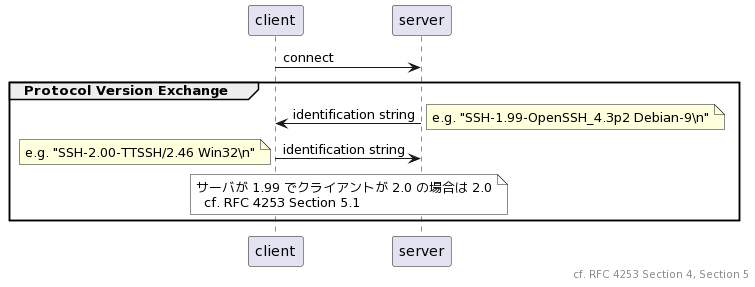 client
server
connect
Protocol Version Exchange
identification string
e.g. "SSH-1.99-OpenSSH_4.3p2 Debian-9\n"
e.g. "SSH-2.00-TTSSH/2.46 Win32\n"
identification string
サーバが 1.99 でクライアントが 2.0 の場合は 2.0
cf. RFC 4253 Section 5.1
client
server
cf. RFC 4253 Section 4, Section 5